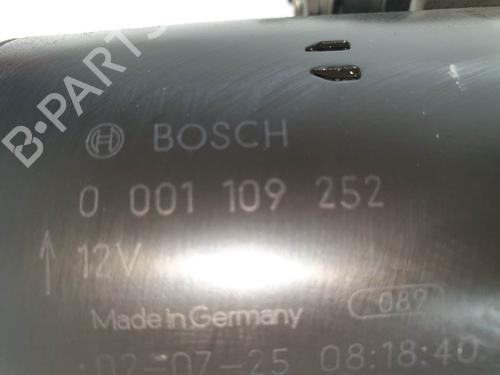 B-PARTS
BOSCH
0 001 109 252
12V
Made in Germany 089
02-07-25 08:18:40